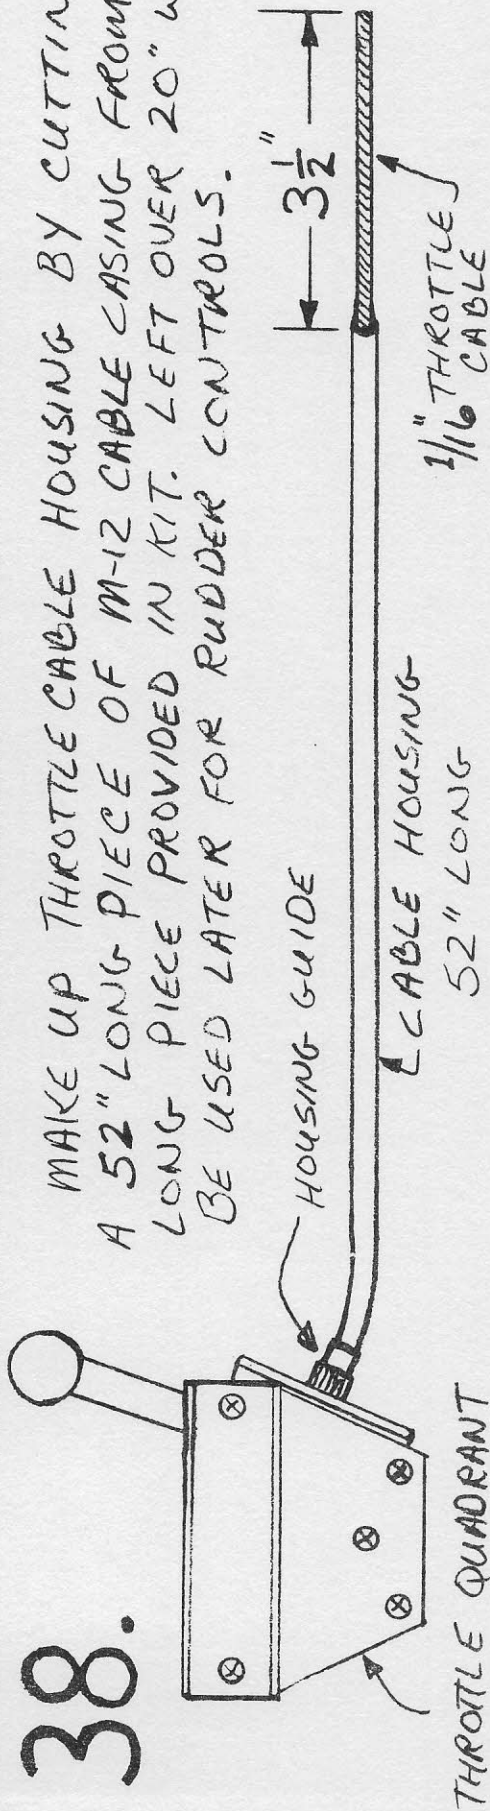 38.
MAKE UP THROTTLE CABLE HOUSING BY
A 52" LONG PIECE OF M-12 CABLE CASING FROM
LONG PIECE PROVIDED IN KIT. LEFT OVER 20"
BE USED LATER FOR RUDDER CONTROLS.
3 1/2"
HOUSING GUIDE
1/16" THROTTLE
CABLE
CABLE HOUSING
52" LONG
THROTTLE QUADRANT